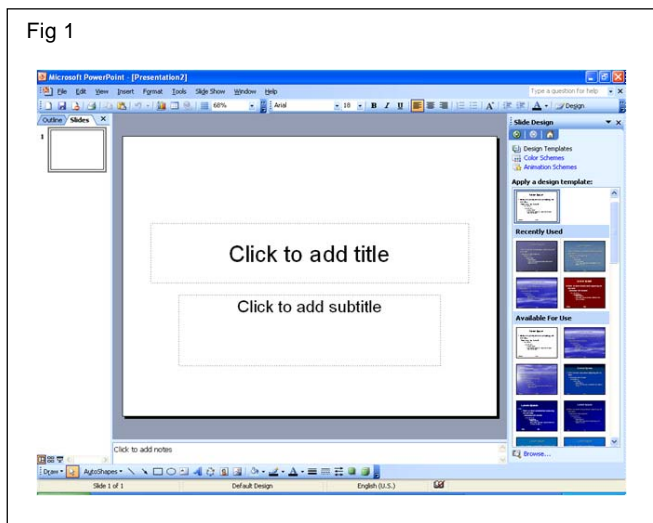 Fig 1
Microsoft PowerPoint - [Presentation2]
File Edit View Insert Format Tools Slide Show Window Help Type a question for help
68% Arial 18 B I U A Design
Outline Slides
1
Slide Design
Design Templates
Color Schemes
Animation Schemes
Apply a design template:
Recently Used
Available For Use
Browse...
Click to add title
Click to add subtitle
Click to add notes
Draw AutoShapes A
Slide 1 of 1 Default Design English (U.S.)